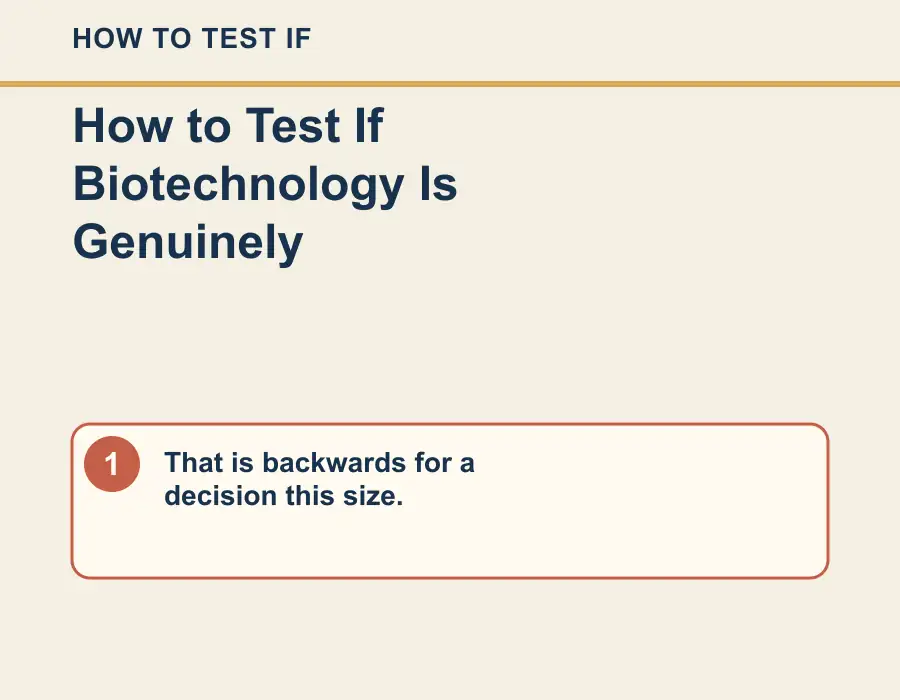 HOW TO TEST IF
How to Test If
Biotechnology Is
Genuinely
1
That is backwards for a
decision this size.